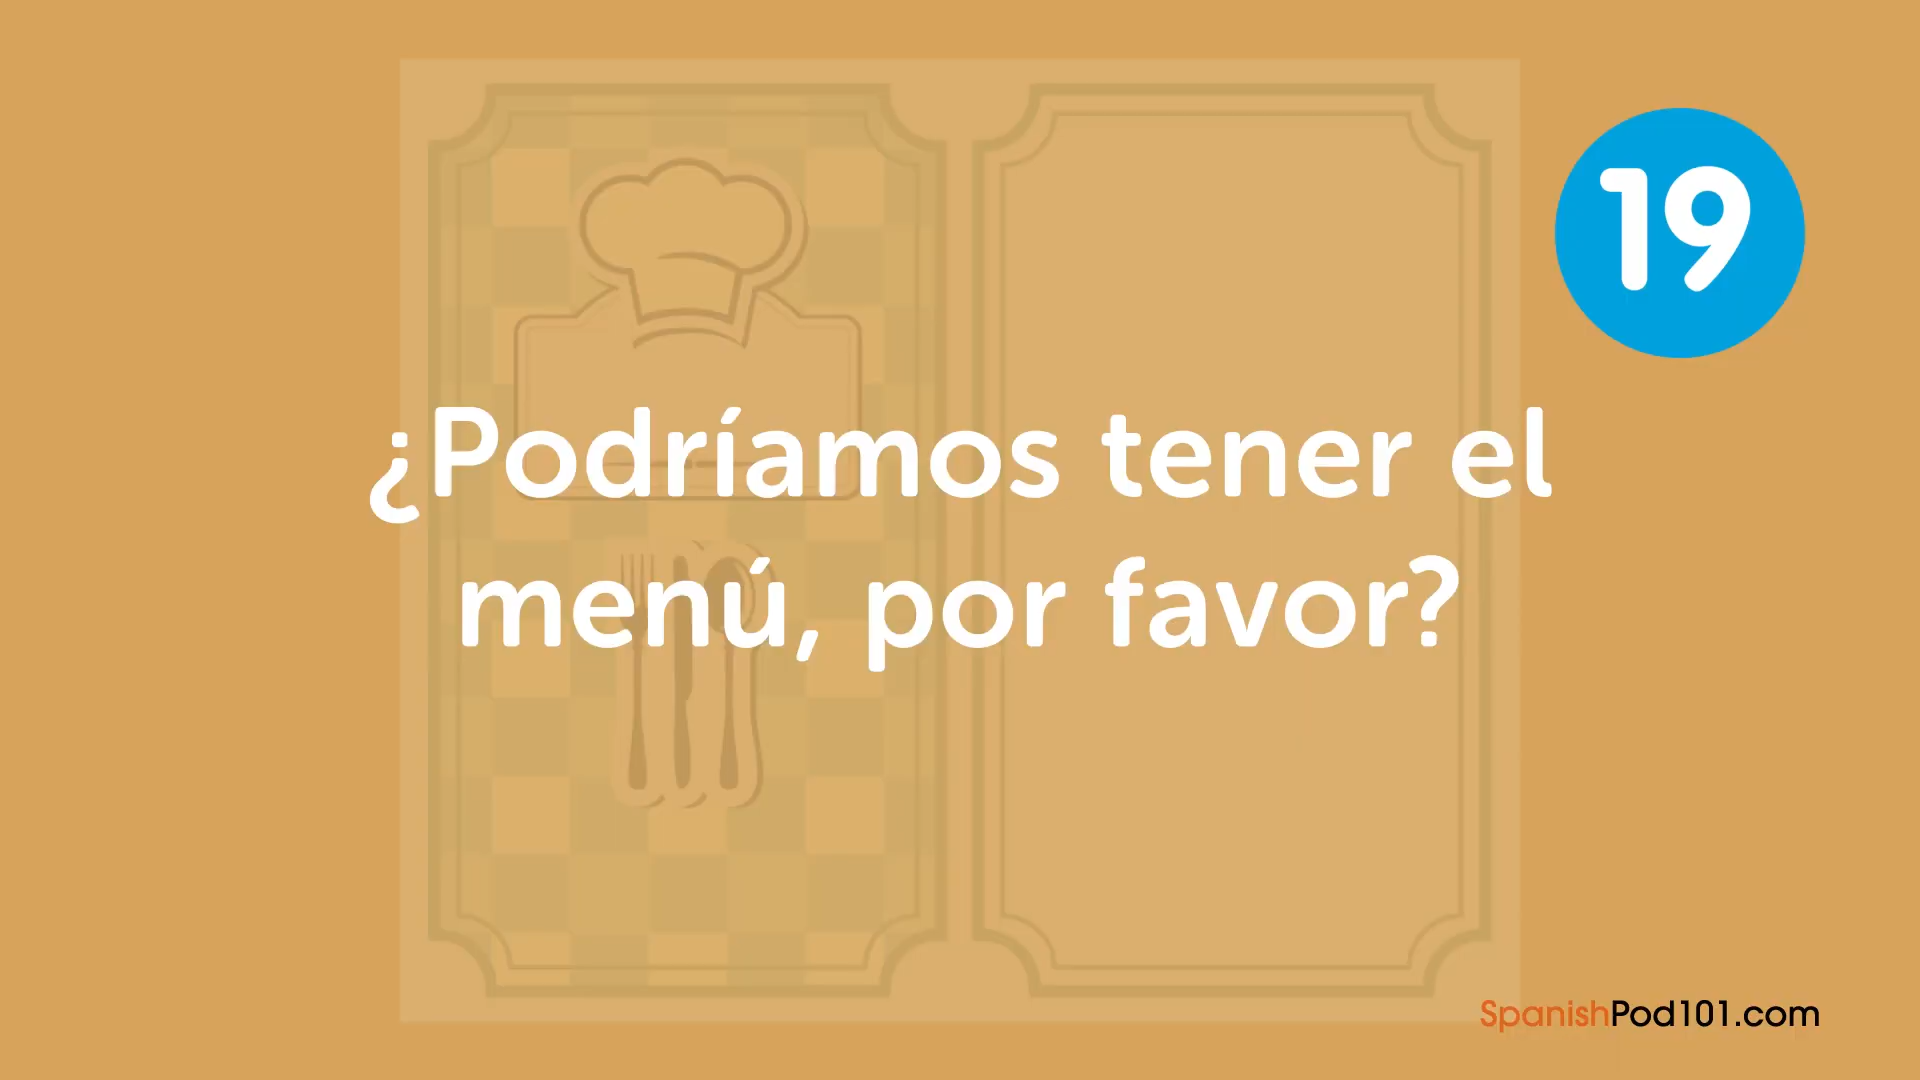 19
¿Podríamos tener el
menú, por favor?
SpanishPod101.com